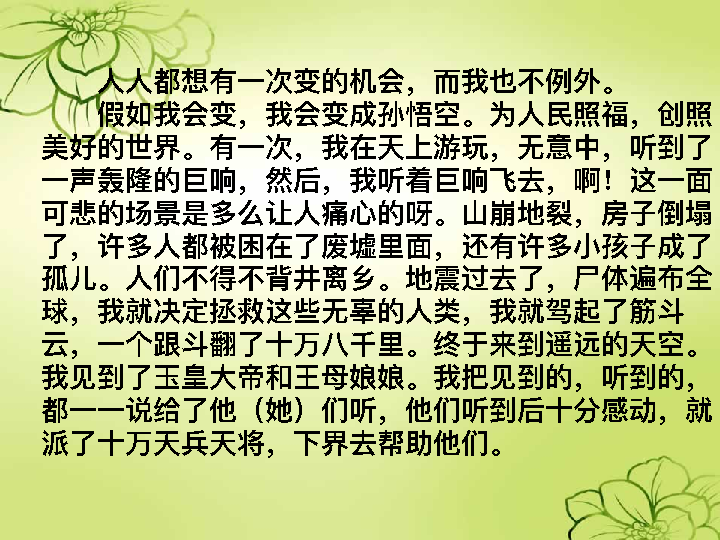 人人都想有一次变的机会，而我也不例外。
假如我会变，我会变成孙悟空。为人民照福，创照
美好的世界。有一次，我在天上游玩，无意中，听到了
一声轰隆的巨响，然后，我听着巨响飞去，啊！这一面
可悲的场景是多么让人痛心的呀。山崩地裂，房子倒塌
了，许多人都被困在了废墟里面，还有许多小孩子成了
孤儿。人们不得不背井离乡。地震过去了，尸体遍布全
球，我就决定拯救这些无辜的人类，我就驾起了筋斗
云，一个跟斗翻了十万八千里。终于来到遥远的天空。
我见到了玉皇大帝和王母娘娘。我把见到的，听到的，
都一一说给了他（她）们听，他们听到后十分感动，就
派了十万天兵天将，下界去帮助他们。